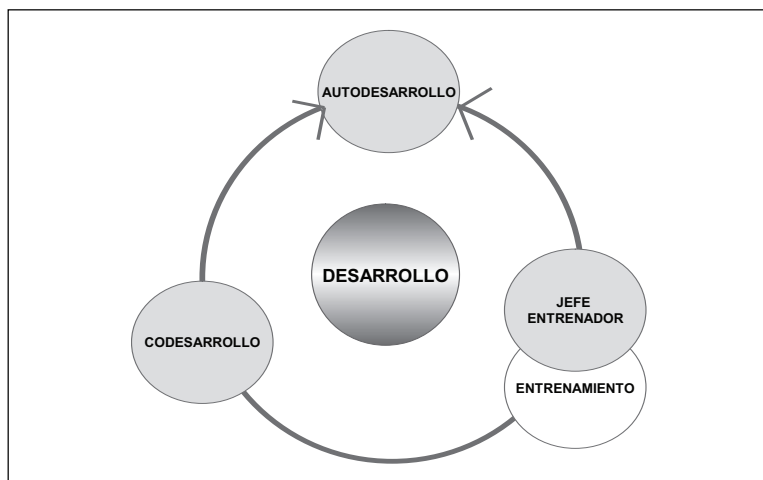 AUTODESARROLLO
DESARROLLO
JEFE
ENTRENADOR
CODESARROLLO
ENTRENAMIENTO